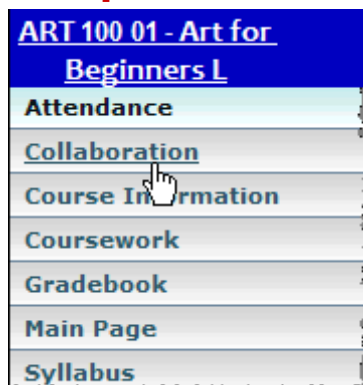 ART 100 01 - Art for
Beginners L
Attendance
Collaboration
Course Information
Coursework
Gradebook
Main Page
Syllabus